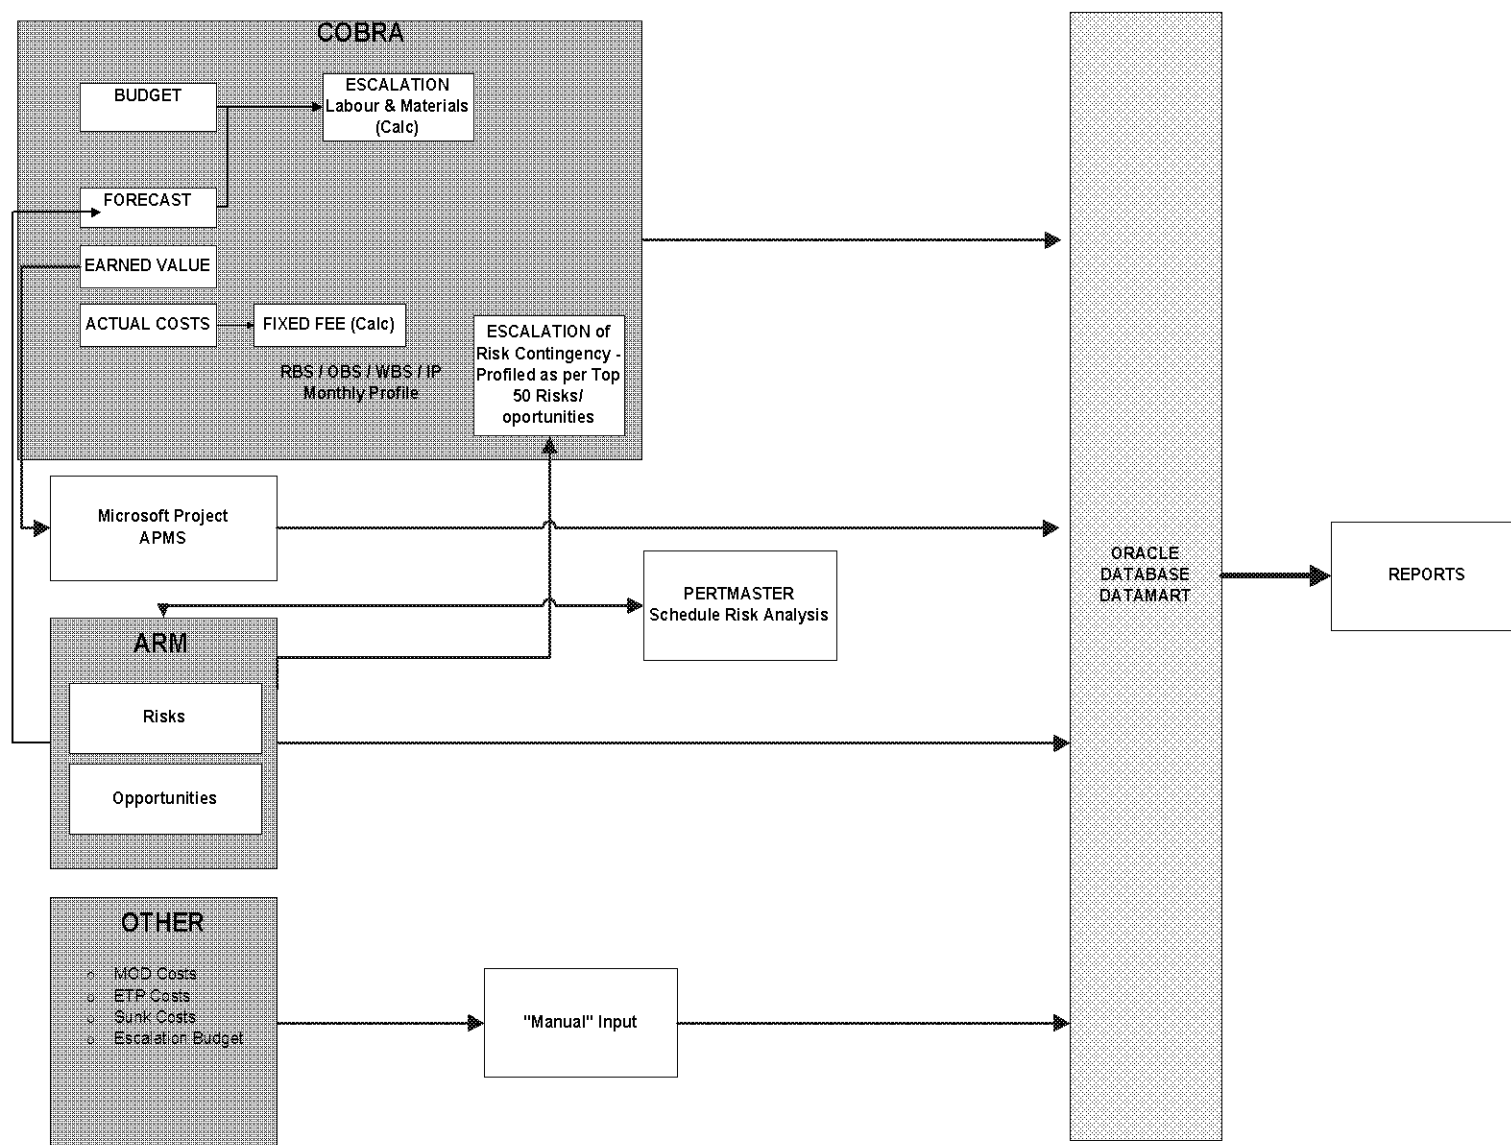 COBRA
BUDGET
ESCALATION
Labour & Materials
(Calc)
FORECAST
EARNED VALUE
ACTUAL COSTS
FIXED FEE (Calc)
RBS / OBS / WBS / IP
Monthly Profile
ESCALATION of
Risk Contingency -
Profiled as per Top
50 Risks/
oportunities
Microsoft Project
APMS
PERTMASTER
Schedule Risk Analysis
ARM
Risks
Opportunities
OTHER
o MOD Costs
o ETP Costs
o Sunk Costs
o Escalation Budget
"Manual" Input
ORACLE
DATABASE
DATAMART
REPORTS